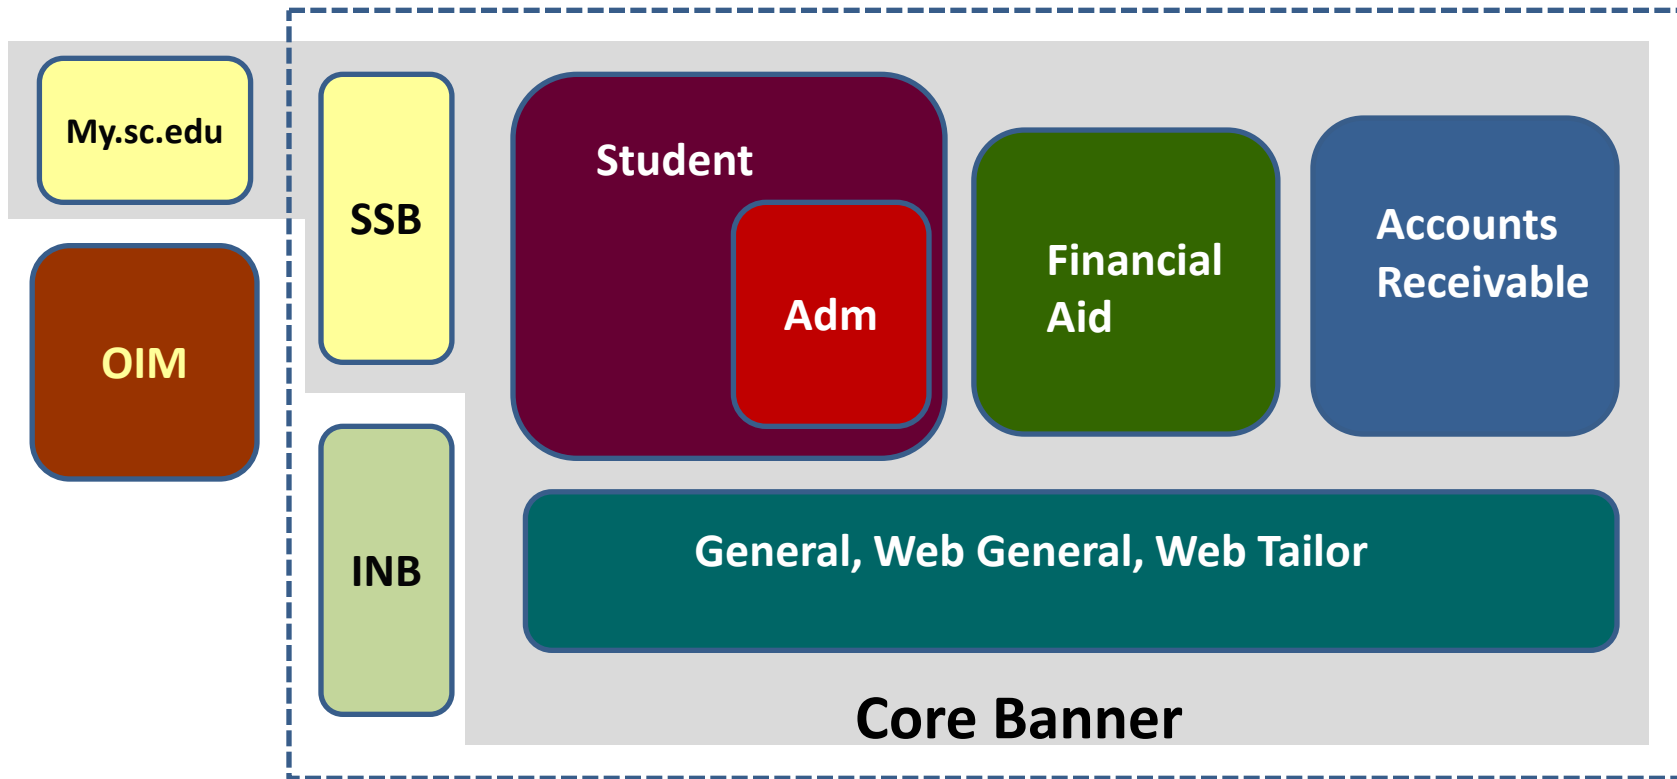 My.sc.edu
SSB
Student
Adm
Financial
Aid
Accounts
Receivable
OIM
INB
General, Web General, Web Tailor
Core Banner